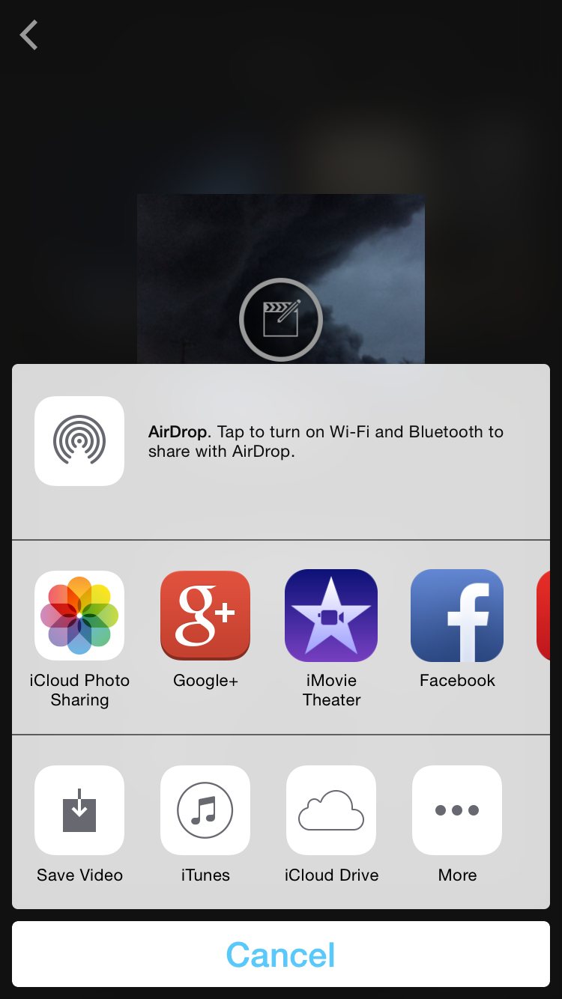 AirDrop. Tap to turn on Wi-Fi and Bluetooth to
share with AirDrop.
g+
f
iCloud Photo
Sharing
Google+
iMovie
Theater
Facebook
Save Video
iTunes
iCloud Drive
More
Cancel